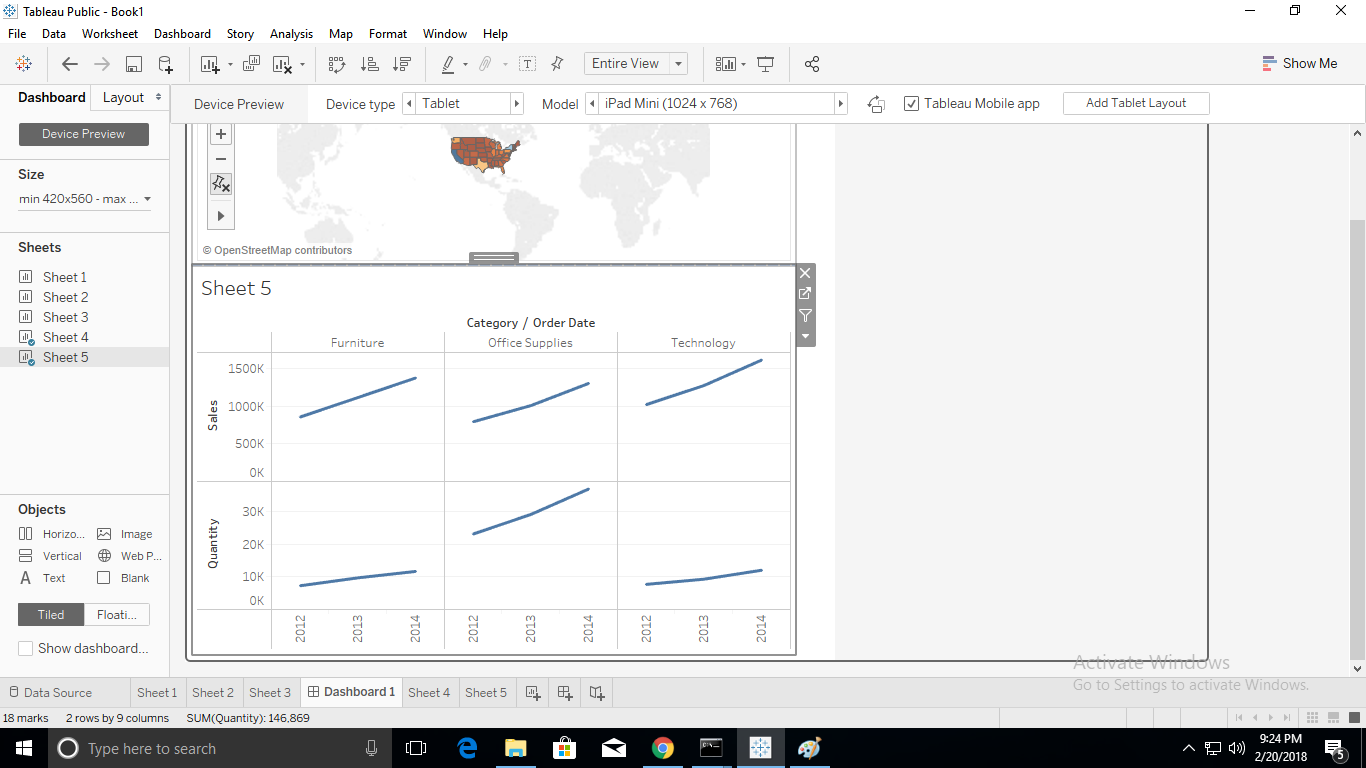 Tableau Public - Book1
File Data Worksheet Dashboard Story Analysis Map Format Window Help
Entire View
Show Me
Dashboard Layout
Device Preview Device type Tablet Model iPad Mini (1024 x 768) Tableau Mobile app Add Tablet Layout
Device Preview
Size
min 420x560 - max ...
Sheets
Sheet 1
Sheet 2
Sheet 3
Sheet 4
Sheet 5
Objects
Horizo... Image
Vertical Web P...
Text Blank
Tiled Floati...
Show dashboard...
© OpenStreetMap contributors
Sheet 5
Category / Order Date
Furniture Office Supplies Technology
Sales
1500K
1000K
500K
0K
Quantity
30K
20K
10K
0K
2012 2013 2014 2012 2013 2014 2012 2013 2014
Activate Windows
Go to Settings to activate Windows.
Data Source Sheet 1 Sheet 2 Sheet 3 Dashboard 1 Sheet 4 Sheet 5
18 marks 2 rows by 9 columns SUM(Quantity): 146,869
Type here to search
9:24 PM
2/20/2018
5